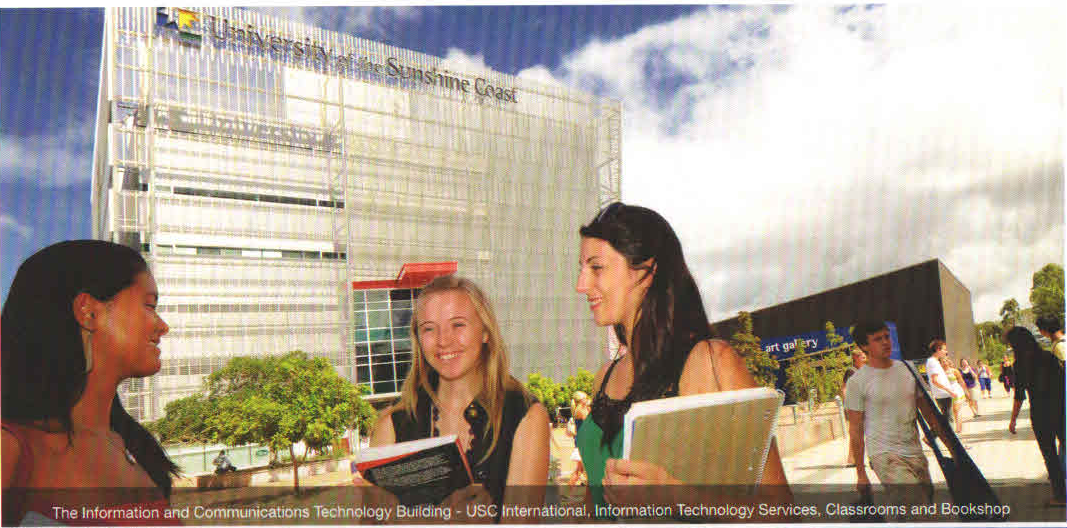 University of the Sunshine Coast
art gallery
The Information and Communications Technology Building - USC International, Information Technology Services, Classrooms and Bookshop